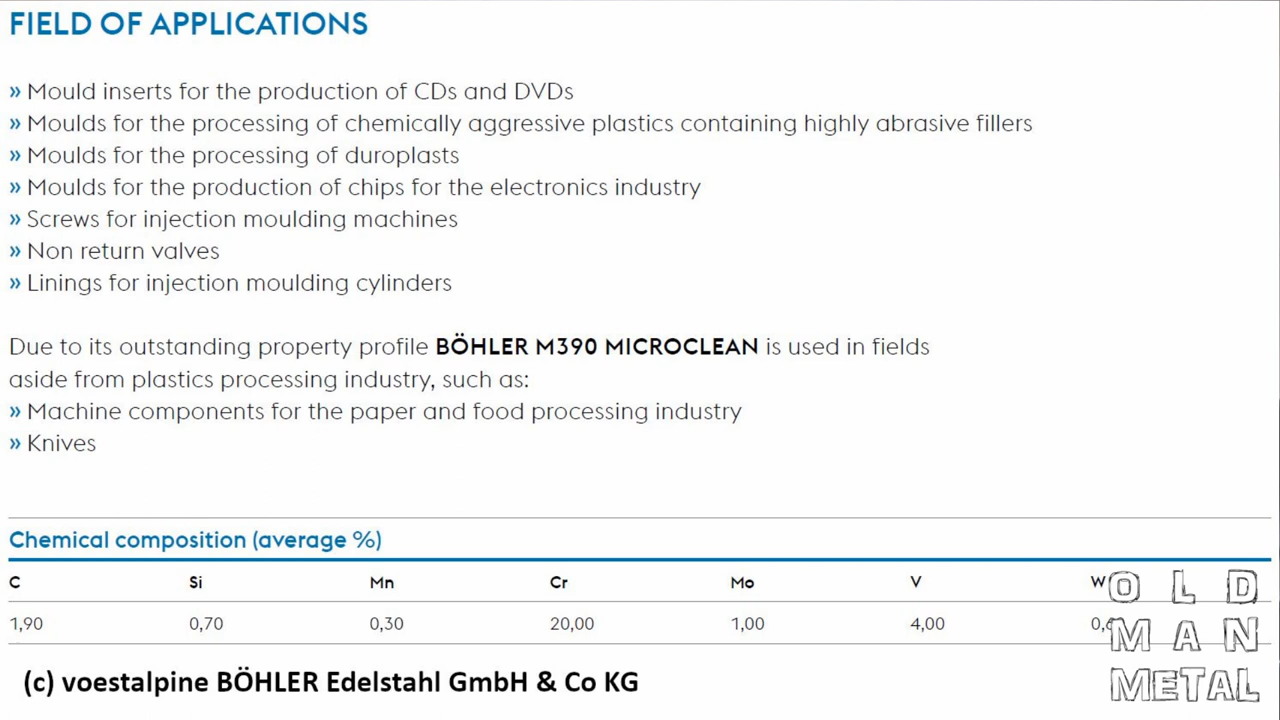 FIELD OF APPLICATIONS
» Mould inserts for the production of CDs and DVDs
» Moulds for the processing of chemically aggressive plastics containing highly abrasive fillers
» Moulds for the processing of duroplasts
» Moulds for the production of chips for the electronics industry
» Screws for injection moulding machines
» Non return valves
» Linings for injection moulding cylinders
Due to its outstanding property profile BÖHLER M390 MICROCLEAN is used in fields
aside from plastics processing industry, such as:
» Machine components for the paper and food processing industry
» Knives
Chemical composition (average %)
C Si Mn Cr Mo V W
1,90 0,70 0,30 20,00 1,00 4,00
OLD
MAN
METAL
(c) voestalpine BÖHLER Edelstahl GmbH & Co KG